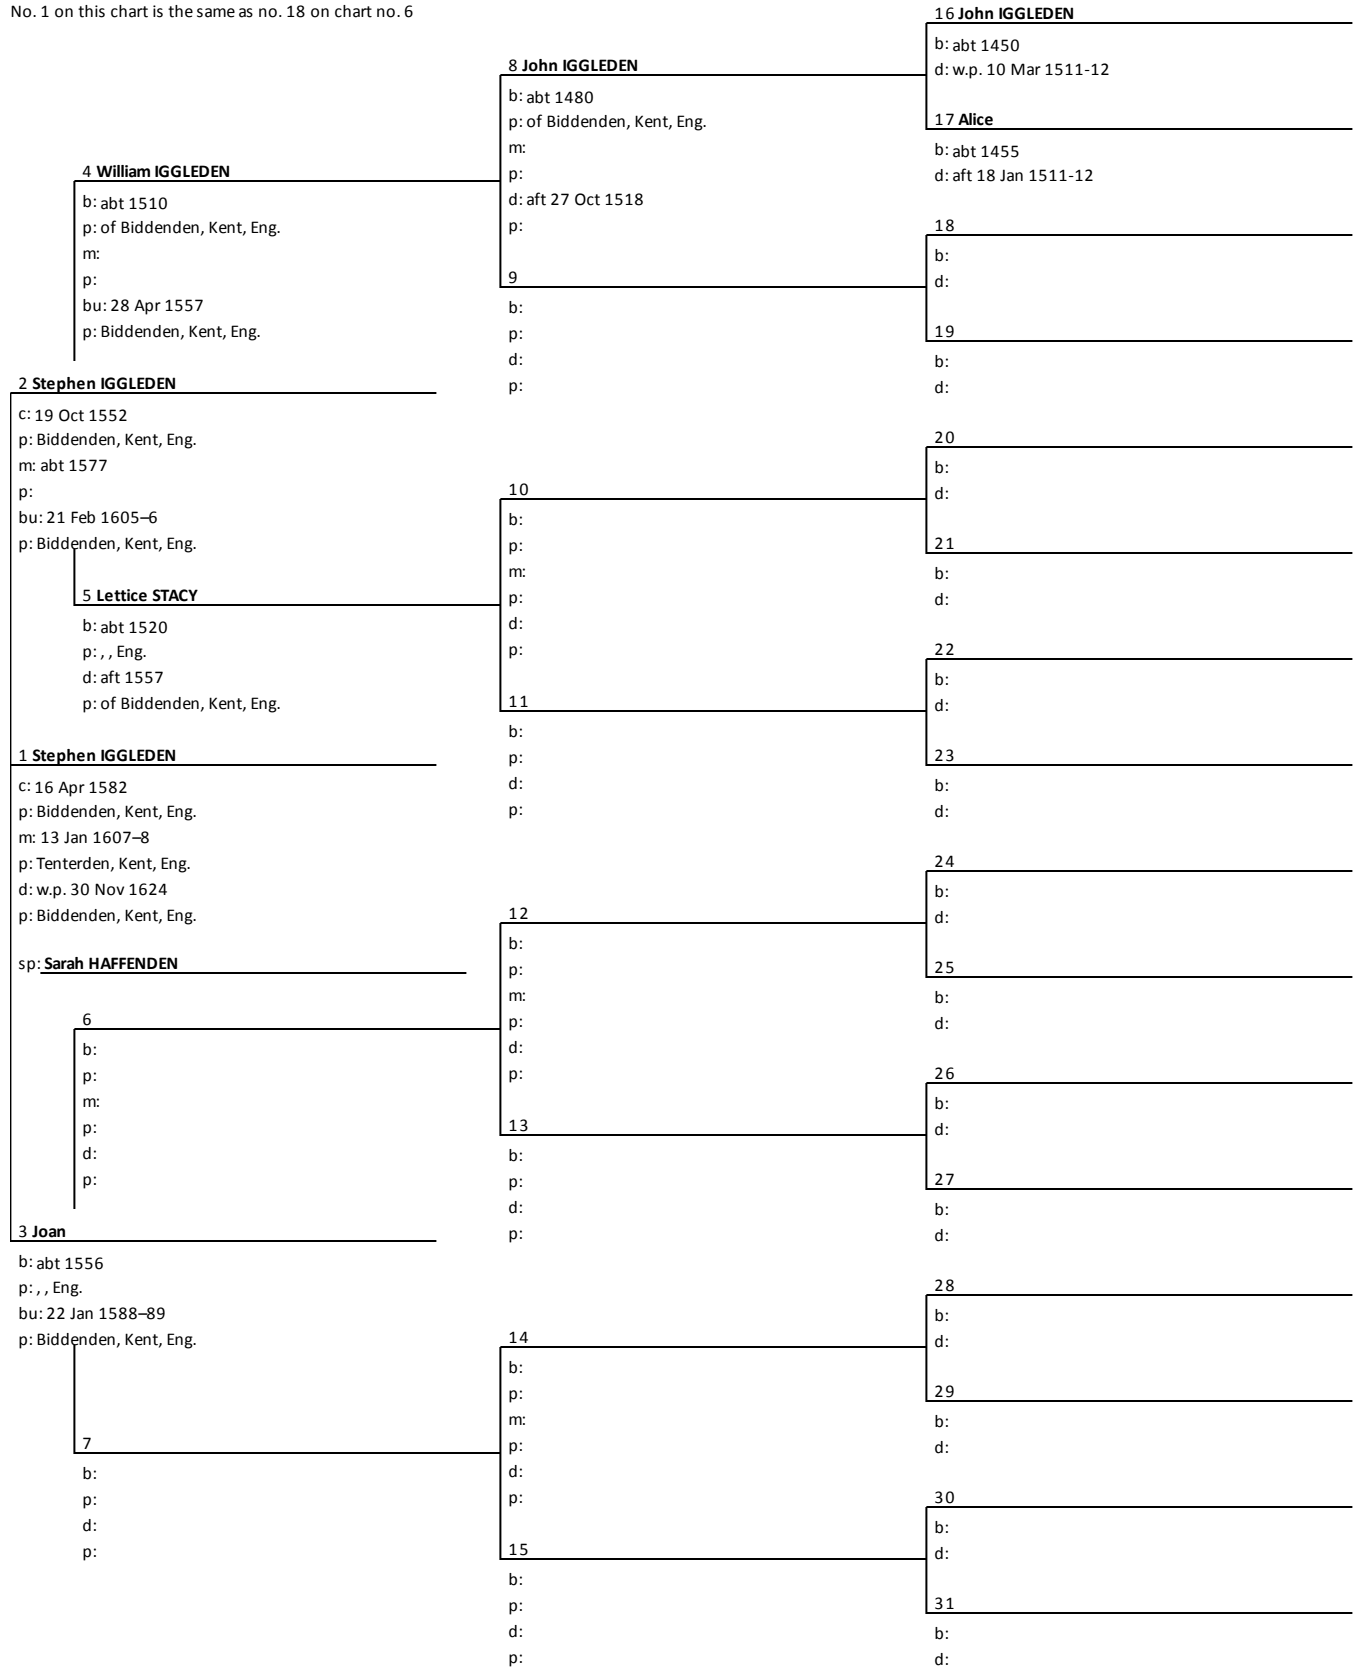 No. 1 on this chart is the same as no. 18 on chart no. 6
16 John IGGLEDEN
b: abt 1450
d: w.p. 10 Mar 1511-12
8 John IGGLEDEN
b: abt 1480
p: of Biddenden, Kent, Eng.
m:
p:
d: aft 27 Oct 1518
p:
17 Alice
b: abt 1455
d: aft 18 Jan 1511-12
4 William IGGLEDEN
b: abt 1510
p: of Biddenden, Kent, Eng.
m:
p:
bu: 28 Apr 1557
p: Biddenden, Kent, Eng.
18
b:
d:
9
b:
p:
d:
p:
19
b:
d:
2 Stephen IGGLEDEN
c: 19 Oct 1552
p: Biddenden, Kent, Eng.
m: abt 1577
p:
bu: 21 Feb 1605–6
p: Biddenden, Kent, Eng.
20
b:
d:
10
b:
p:
m:
p:
d:
p:
21
b:
d:
5 Lettice STACY
b: abt 1520
p: , , Eng.
d: aft 1557
p: of Biddenden, Kent, Eng.
22
b:
d:
11
b:
p:
d:
p:
23
b:
d:
1 Stephen IGGLEDEN
c: 16 Apr 1582
p: Biddenden, Kent, Eng.
m: 13 Jan 1607–8
p: Tenterden, Kent, Eng.
d: w.p. 30 Nov 1624
p: Biddenden, Kent, Eng.
sp: Sarah HAFFENDEN
24
b:
d:
12
b:
p:
m:
p:
d:
p:
25
b:
d:
6
b:
p:
m:
p:
d:
p:
26
b:
d:
13
b:
p:
d:
p:
27
b:
d:
3 Joan
b: abt 1556
p: , , Eng.
bu: 22 Jan 1588–89
p: Biddenden, Kent, Eng.
28
b:
d:
14
b:
p:
m:
p:
d:
p:
29
b:
d:
7
b:
p:
d:
p:
30
b:
d:
15
b:
p:
d:
p:
31
b:
d: